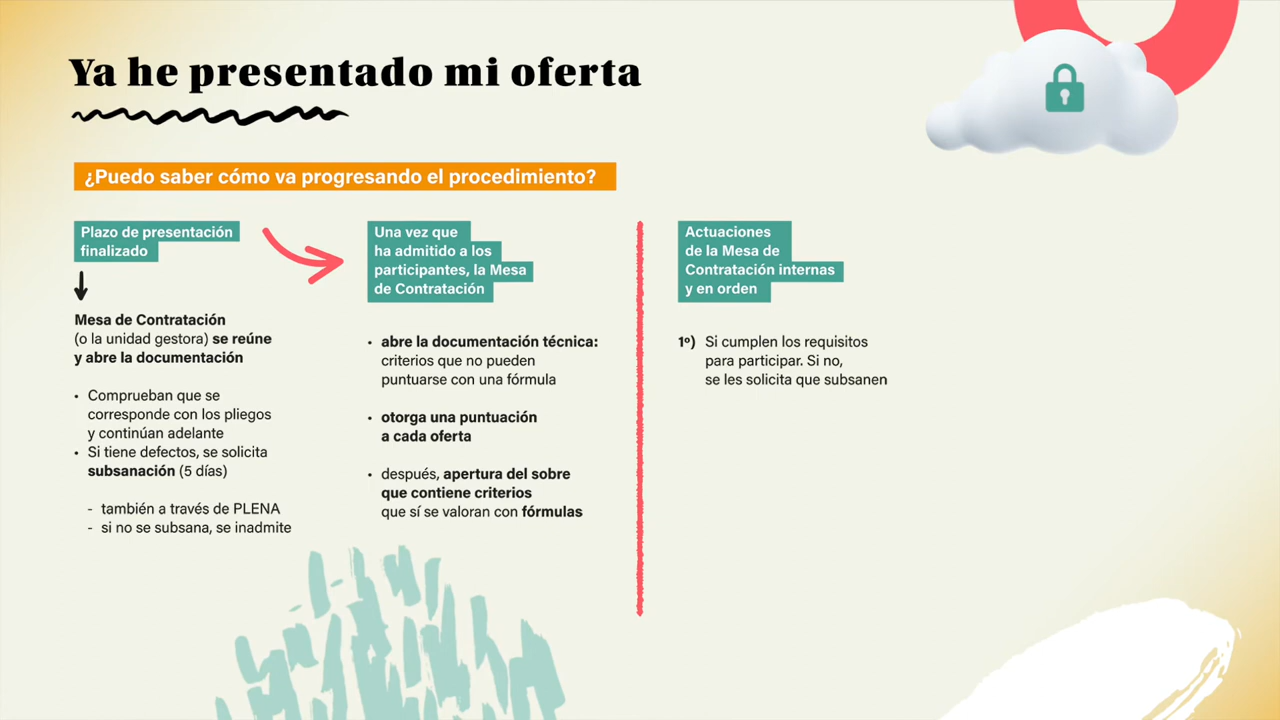 Ya he presentado mi oferta
¿Puedo saber cómo va progresando el procedimiento?
Plazo de presentación
finalizado
Mesa de Contratación
(o la unidad gestora) se reúne
y abre la documentación
• Comprueban que se
corresponde con los pliegos
y continúan adelante
• Si tiene defectos, se solicita
subsanación (5 días)
- también a través de PLENA
- si no se subsana, se inadmite
Una vez que
ha admitido a los
participantes, la Mesa
de Contratación
• abre la documentación técnica:
criterios que no pueden
puntuarse con una fórmula
• otorga una puntuación
a cada oferta
• después, apertura del sobre
que contiene criterios
que sí se valoran con fórmulas
Actuaciones
de la Mesa de
Contratación internas
y en orden
1º) Si cumplen los requisitos
para participar. Si no,
se les solicita que subsanen